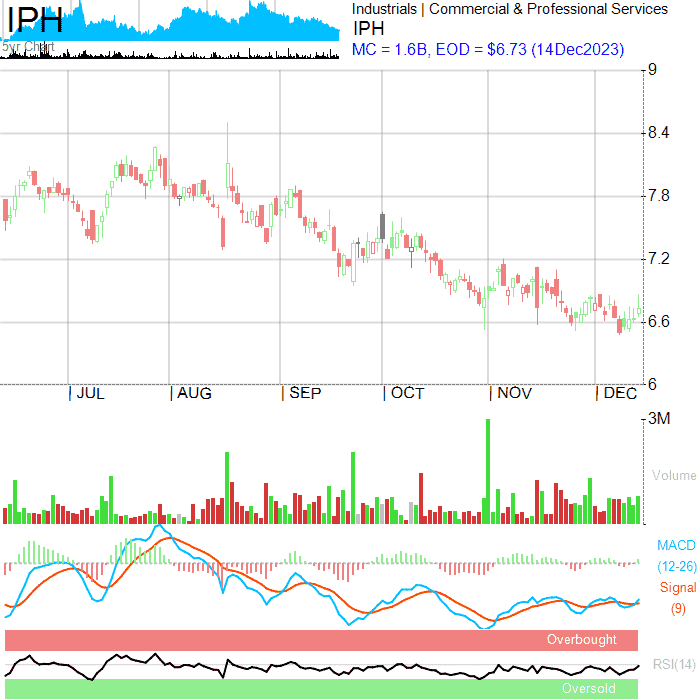 IPH
5yr Chart
Industrials | Commercial & Professional Services
IPH
MC = 1.6B, EOD = $6.73 (14Dec2023)
9
8.4
7.8
7.2
6.6
6
| JUL | AUG | SEP | OCT | NOV | DEC
3M
Volume
MACD
(12-26)
Signal
(9)
Overbought
RSI(14)
Oversold